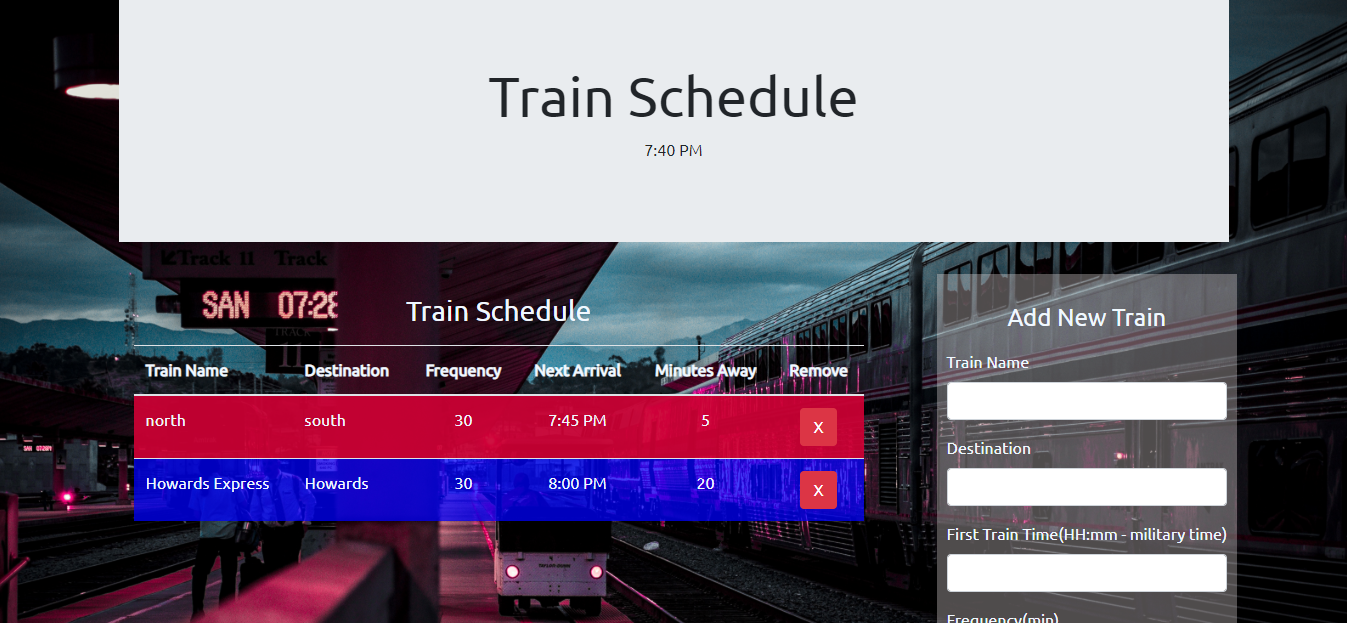 Train Schedule
7:40 PM
Track 11 Track
SAN 07:28
TRACK
11
Train Schedule
Train Name Destination Frequency Next Arrival Minutes Away Remove
north south 30 7:45 PM 5 X
Howards Express Howards 30 8:00 PM 20 X
Add New Train
Train Name
Destination
First Train Time(HH:mm - military time)
Frequency(min)